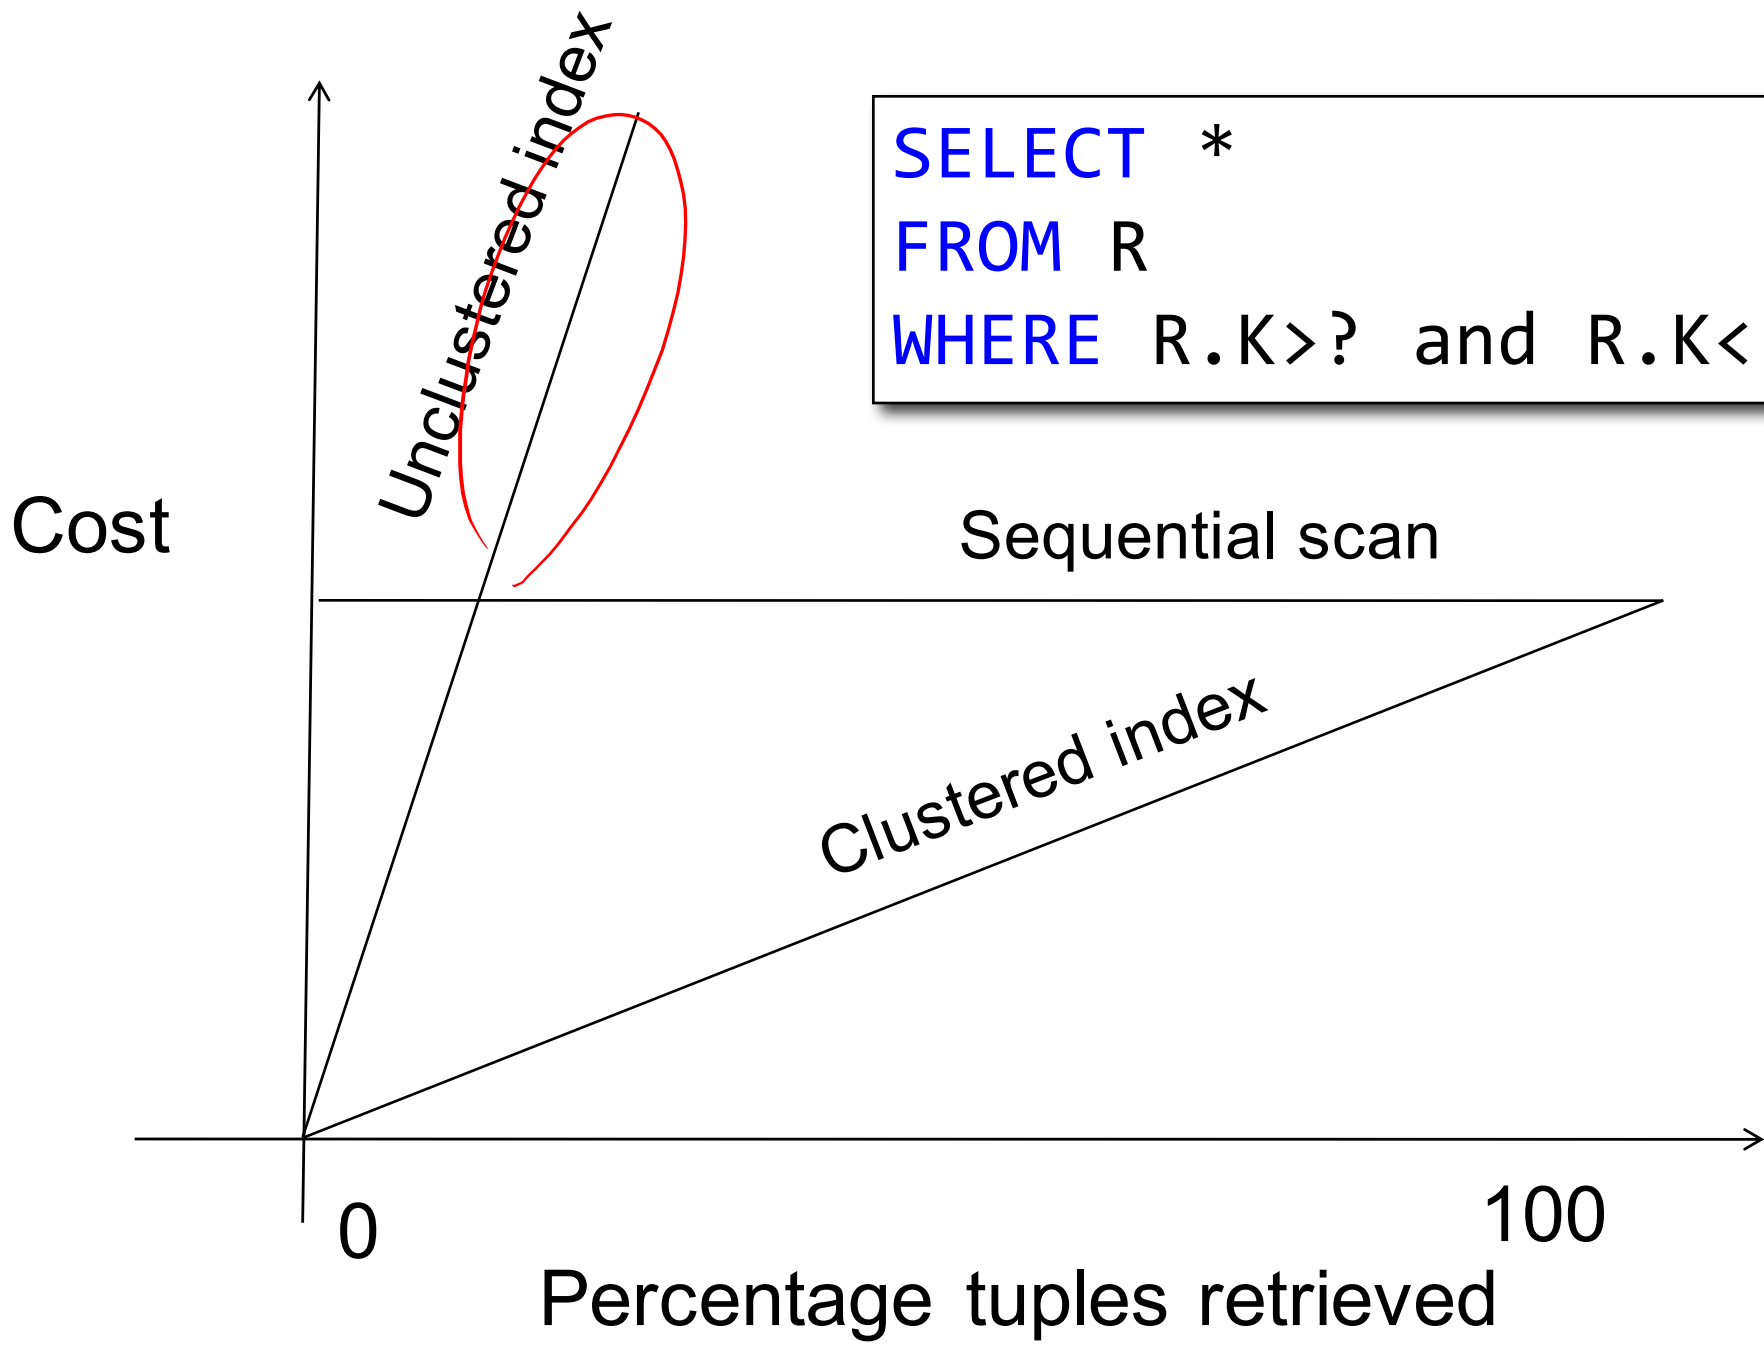 Unclustered index
SELECT *
FROM R
WHERE R.K>? and R.K<
Cost
Sequential scan
Clustered index
0
100
Percentage tuples retrieved